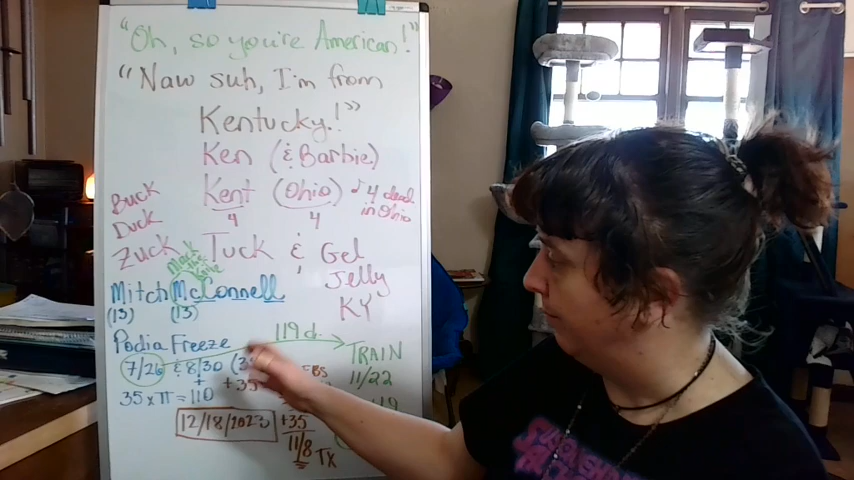 "Oh, so you're American!"
"Naw suh, I'm from
Kentucky!"
Ken (& Barbie)
Buck Kent (Ohio) ♪ 4 dead
4 4 in Ohio
Duck
Zuck Tuck & Gel
Mitch McConnell Jelly
(13) (13) KY
Podia Freeze 119 d. TRAIN
7/26 & 8/30 11/22
+ +35
35 x π = 110
12/18/2023 +35
11/8 TX